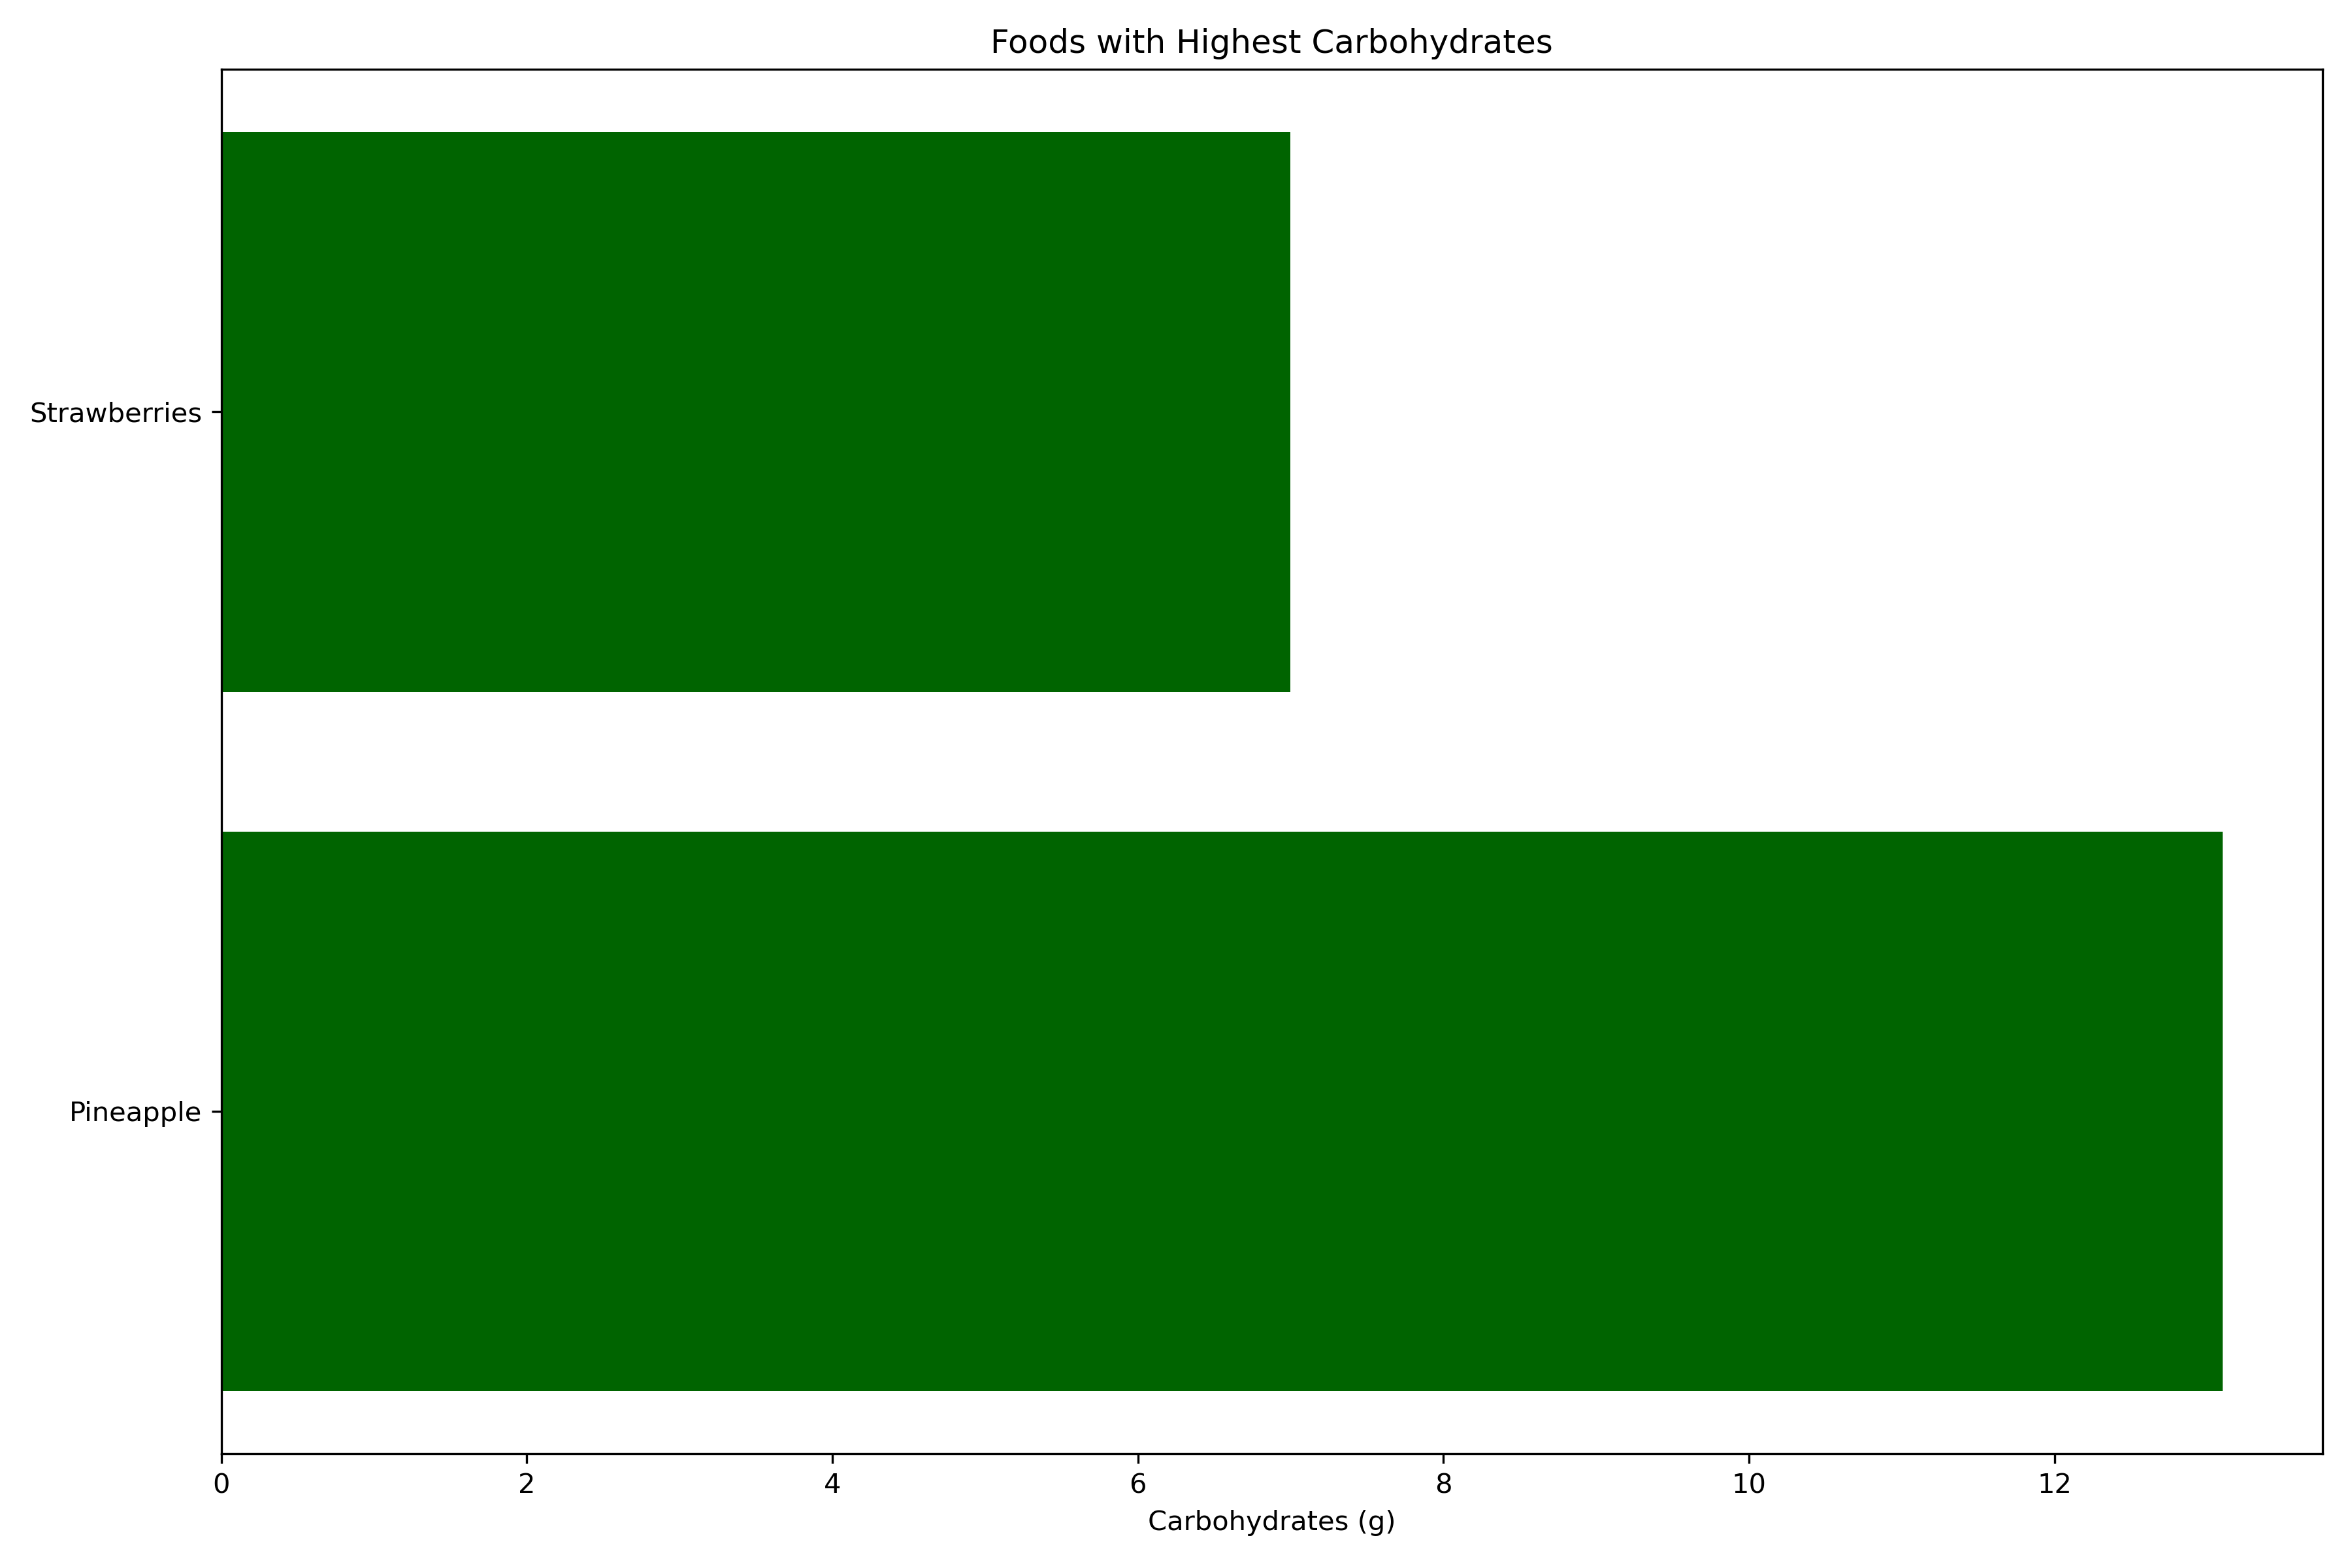 Foods with Highest Carbohydrates
Strawberries
Pineapple
0 2 4 6 8 10 12
Carbohydrates (g)